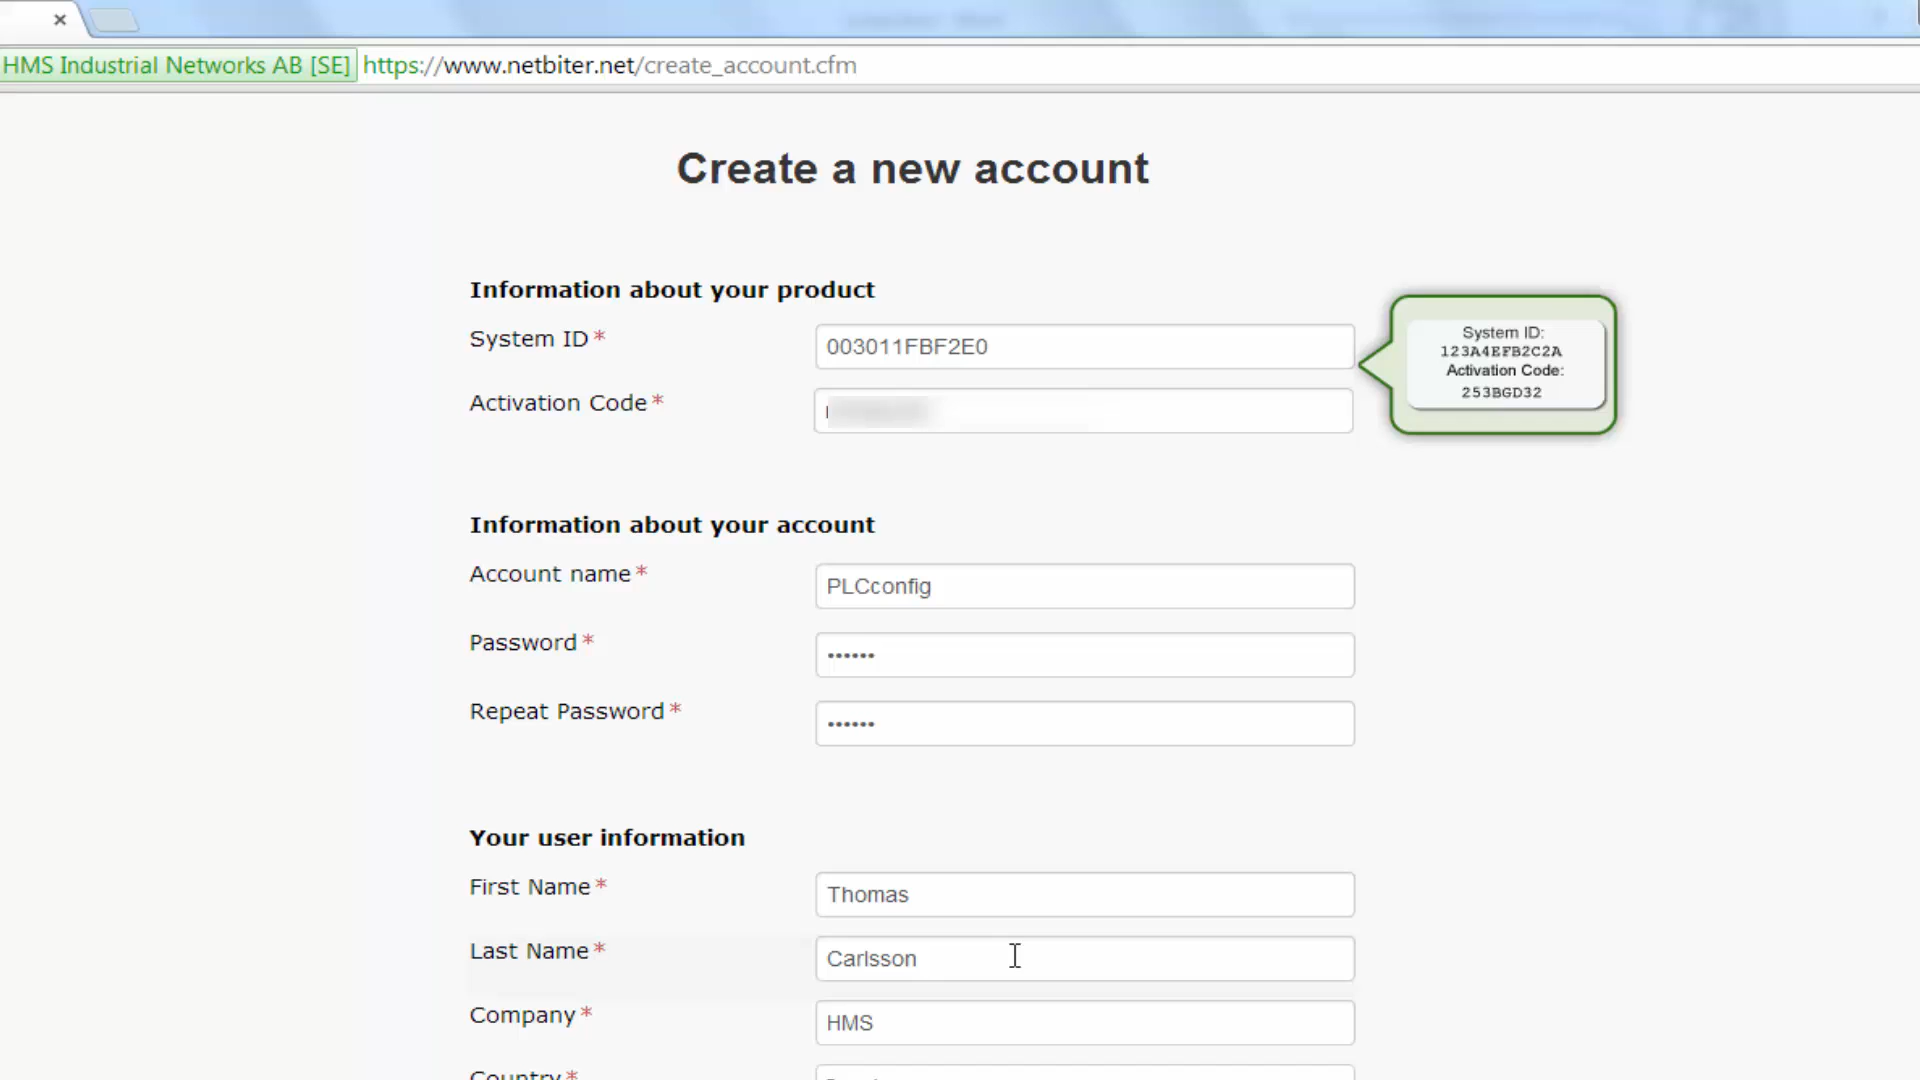 HMS Industrial Networks AB [SE] https://www.netbiter.net/create_account.cfm
Create a new account
Information about your product
System ID * 003011FBF2E0
System ID:
123A4EFB2C2A
Activation Code:
253BGD32
Activation Code *
Information about your account
Account name * PLCconfig
Password * ••••••
Repeat Password * ••••••
Your user information
First Name * Thomas
Last Name * Carlsson
Company * HMS
Country *